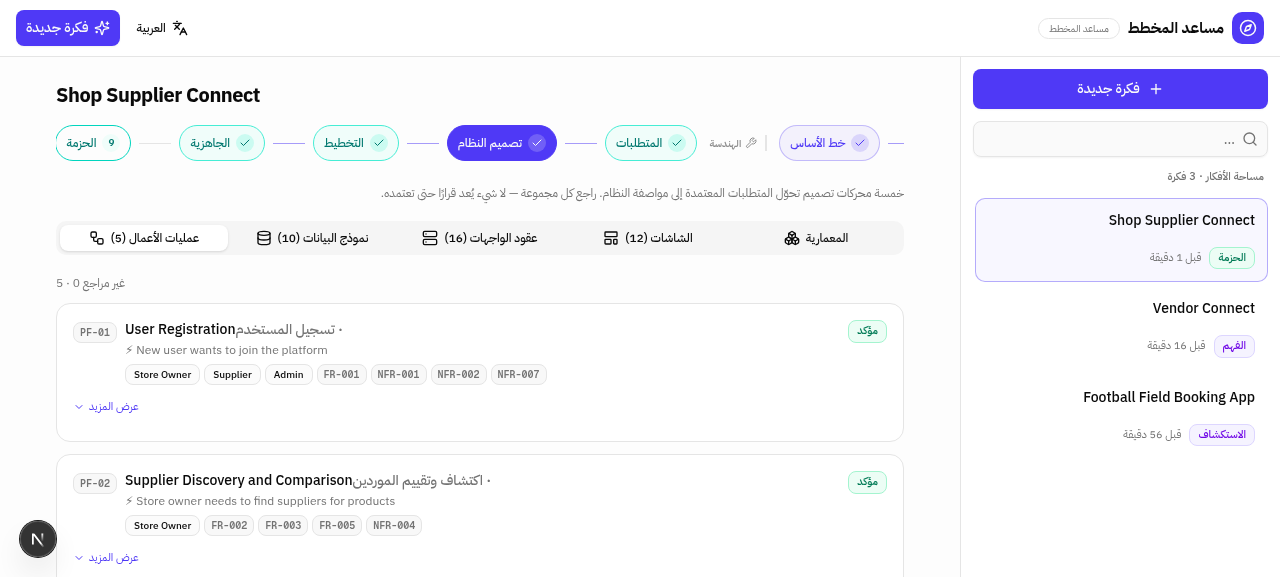 مساعد المخطط
مساعد المخطط
العربية
فكرة جديدة
فكرة جديدة
...
مساحة الأفكار · 3 فكرة
Shop Supplier Connect
الحزمة
قبل 1 دقيقة
Vendor Connect
الفهم
قبل 16 دقيقة
Football Field Booking App
الاستكشاف
قبل 56 دقيقة
Shop Supplier Connect
خط الأساس
الهندسة
المتطلبات
تصميم النظام
التخطيط
الجاهزية
9 الحزمة
خمسة محركات تصميم تحوّل المتطلبات المعتمدة إلى مواصفة النظام. راجع كل مجموعة — لا شيء يُعد قرارًا حتى تعتمده.
المعمارية
الشاشات (12)
عقود الواجهات (16)
نموذج البيانات (10)
عمليات الأعمال (5)
5 · 0 غير مراجع
PF-01
User Registration · تسجيل المستخدم
مؤكد
⚡ New user wants to join the platform
Store Owner Supplier Admin FR-001 NFR-001 NFR-002 NFR-007
عرض المزيد
PF-02
Supplier Discovery and Comparison · اكتشاف وتقييم الموردين
مؤكد
⚡ Store owner needs to find suppliers for products
Store Owner FR-002 FR-003 FR-005 NFR-004
عرض المزيد
N